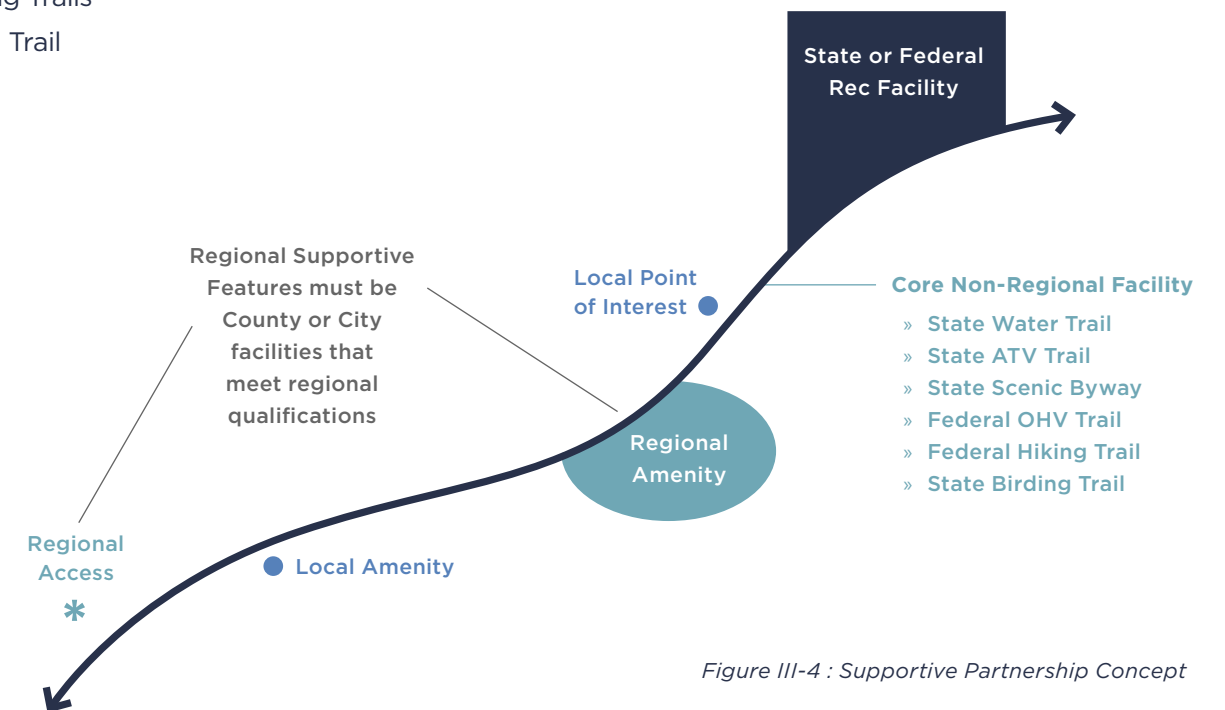 Trails
Trail
State or Federal
Rec Facility
Regional Supportive
Features must be
County or City
facilities that
meet regional
qualifications
Local Point
of Interest
Core Non-Regional Facility
» State Water Trail
» State ATV Trail
» State Scenic Byway
» Federal OHV Trail
» Federal Hiking Trail
» State Birding Trail
Regional
Amenity
Regional
Access
*
Local Amenity
Figure III-4 : Supportive Partnership Concept